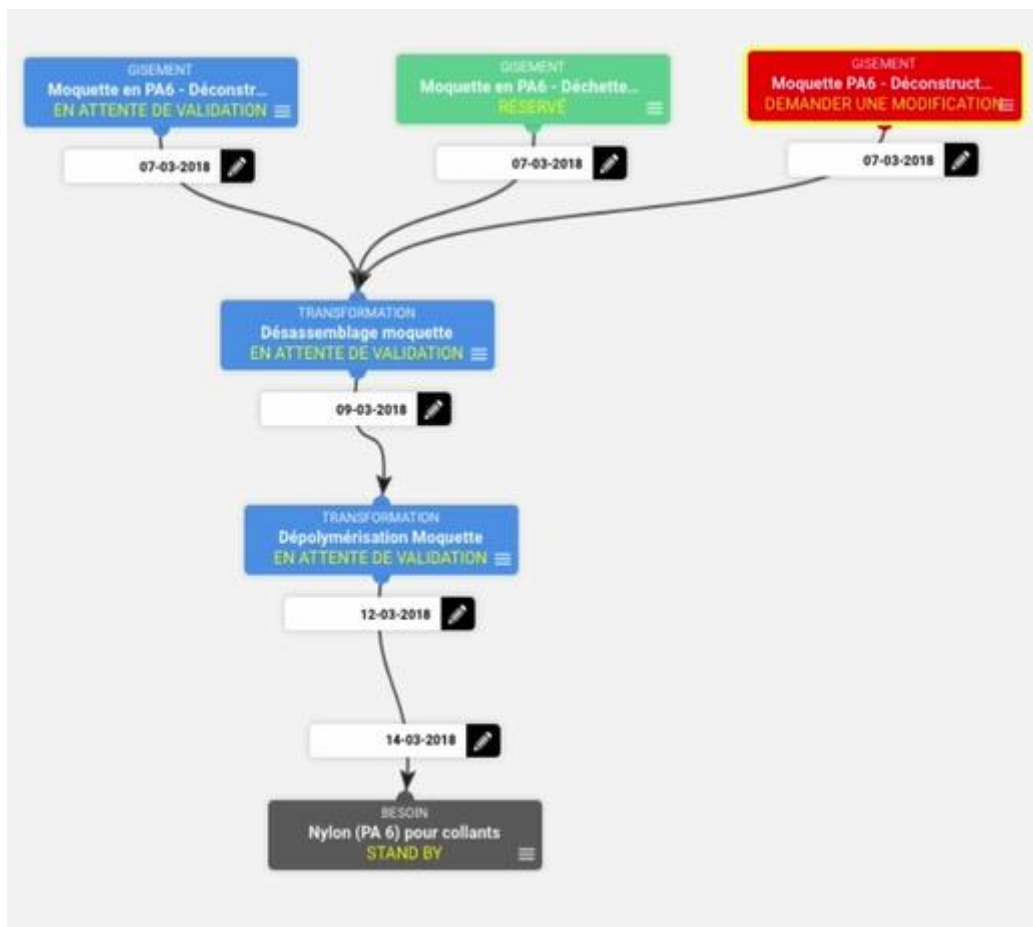 GISEMENT
Moquette en PA6 - Déconstr...
EN ATTENTE DE VALIDATION
GISEMENT
Moquette en PA6 - Déchette...
RÉSERVÉ
GISEMENT
Moquette PA6 - Déconstruct...
DEMANDER UNE MODIFICATION
07-03-2018
07-03-2018
07-03-2018
TRANSFORMATION
Désassemblage moquette
EN ATTENTE DE VALIDATION
09-03-2018
TRANSFORMATION
Dépolymérisation Moquette
EN ATTENTE DE VALIDATION
12-03-2018
14-03-2018
BESOIN
Nylon (PA 6) pour collants
STAND BY